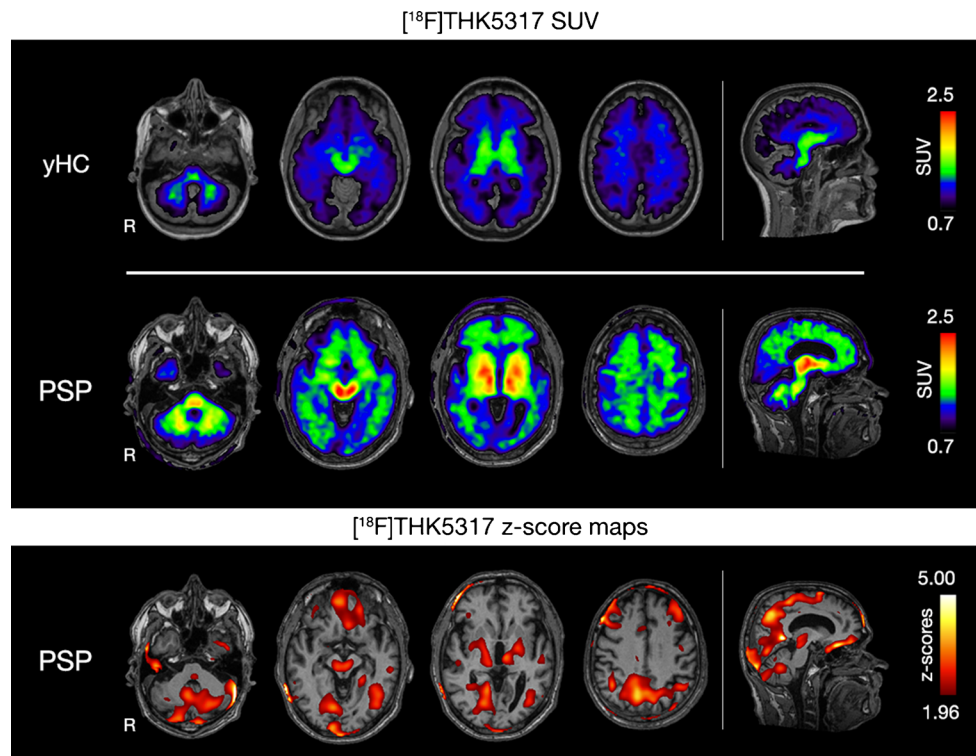 [¹⁸F]THK5317 SUV
yHC
R
2.5
SUV
0.7
PSP
R
2.5
SUV
0.7
[¹⁸F]THK5317 z-score maps
PSP
R
5.00
z-scores
1.96